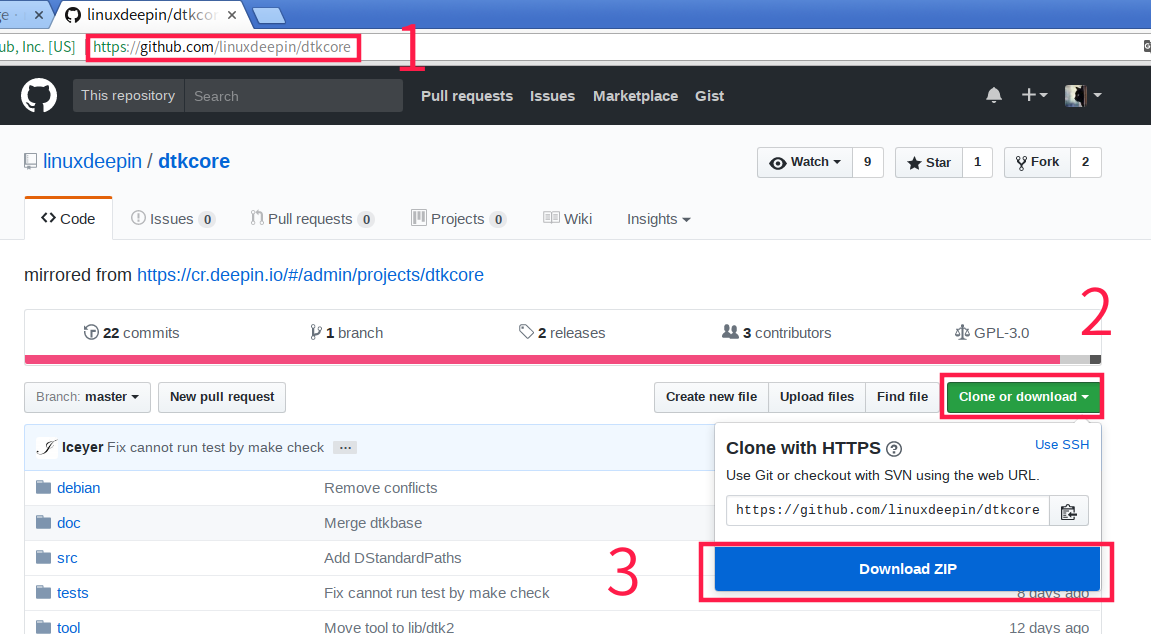 ge · linuxdeepin/dtkcor
ub, Inc. [US] https://github.com/linuxdeepin/dtkcore
1
This repository Search Pull requests Issues Marketplace Gist
linuxdeepin / dtkcore
Watch 9 Star 1 Fork 2
Code Issues 0 Pull requests 0 Projects 0 Wiki Insights
mirrored from https://cr.deepin.io/#/admin/projects/dtkcore
2
22 commits 1 branch 2 releases 3 contributors GPL-3.0
Branch: master New pull request Create new file Upload files Find file Clone or download
Iceyer Fix cannot run test by make check …
Clone with HTTPS ? Use SSH
Use Git or checkout with SVN using the web URL.
https://github.com/linuxdeepin/dtkcore
3
Download ZIP
debian Remove conflicts
doc Merge dtkbase
src Add DStandardPaths
tests Fix cannot run test by make check 8 days ago
tool Move tool to lib/dtk2 12 days ago